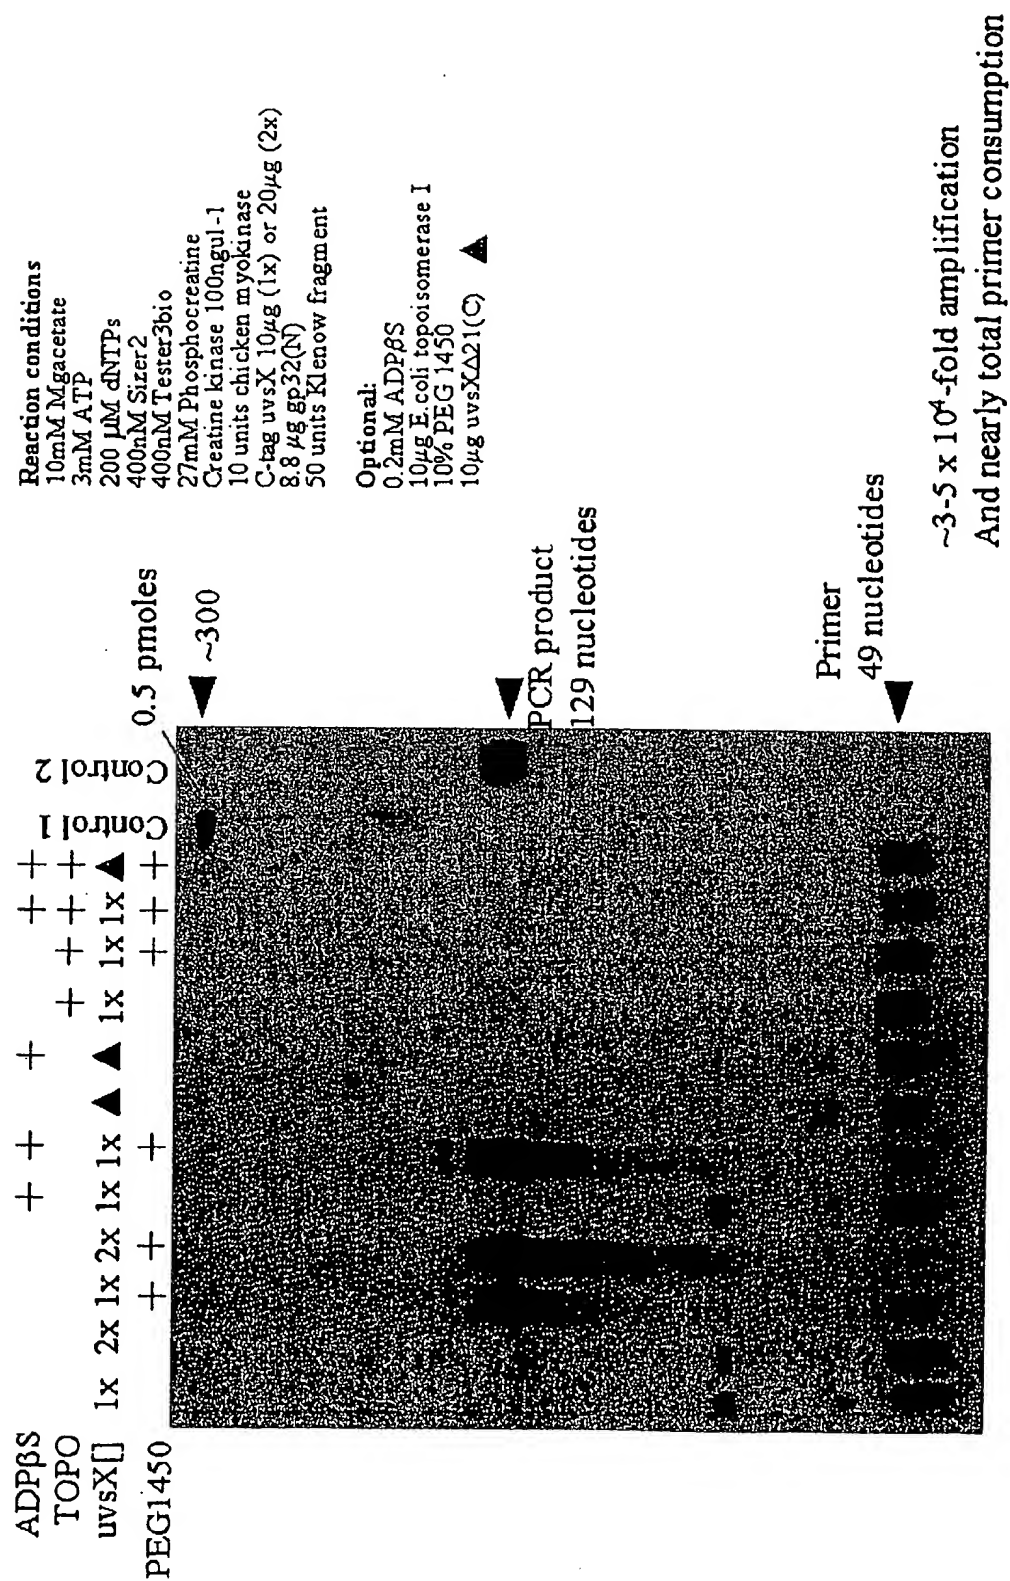 ADPβS + + + + +
TOPO + + + +
uvsX[] 1x 2x 1x 2x 1x 1x ▲ ▲ 1x 1x 1x ▲
PEG1450 + + + + + +
Control 1
Control 2
0.5 pmoles
~300
PCR product
129 nucleotides
Primer
49 nucleotides
Reaction conditions
10mM Mgacetate
3mM ATP
200 µM dNTPs
400nM Sizer2
400nM Tester3bio
27mM Phosphocreatine
Creatine kinase 100ngul-1
10 units chicken myokinase
C-tag uvsX 10µg (1x) or 20µg (2x)
8.8 µg gp32(N)
50 units Klenow fragment
Optional:
0.2mM ADPβS
10µg E.coli topoisomerase I
10% PEG 1450
10µg uvsXΔ21(C) ▲
~3-5 x 10⁴-fold amplification
And nearly total primer consumption